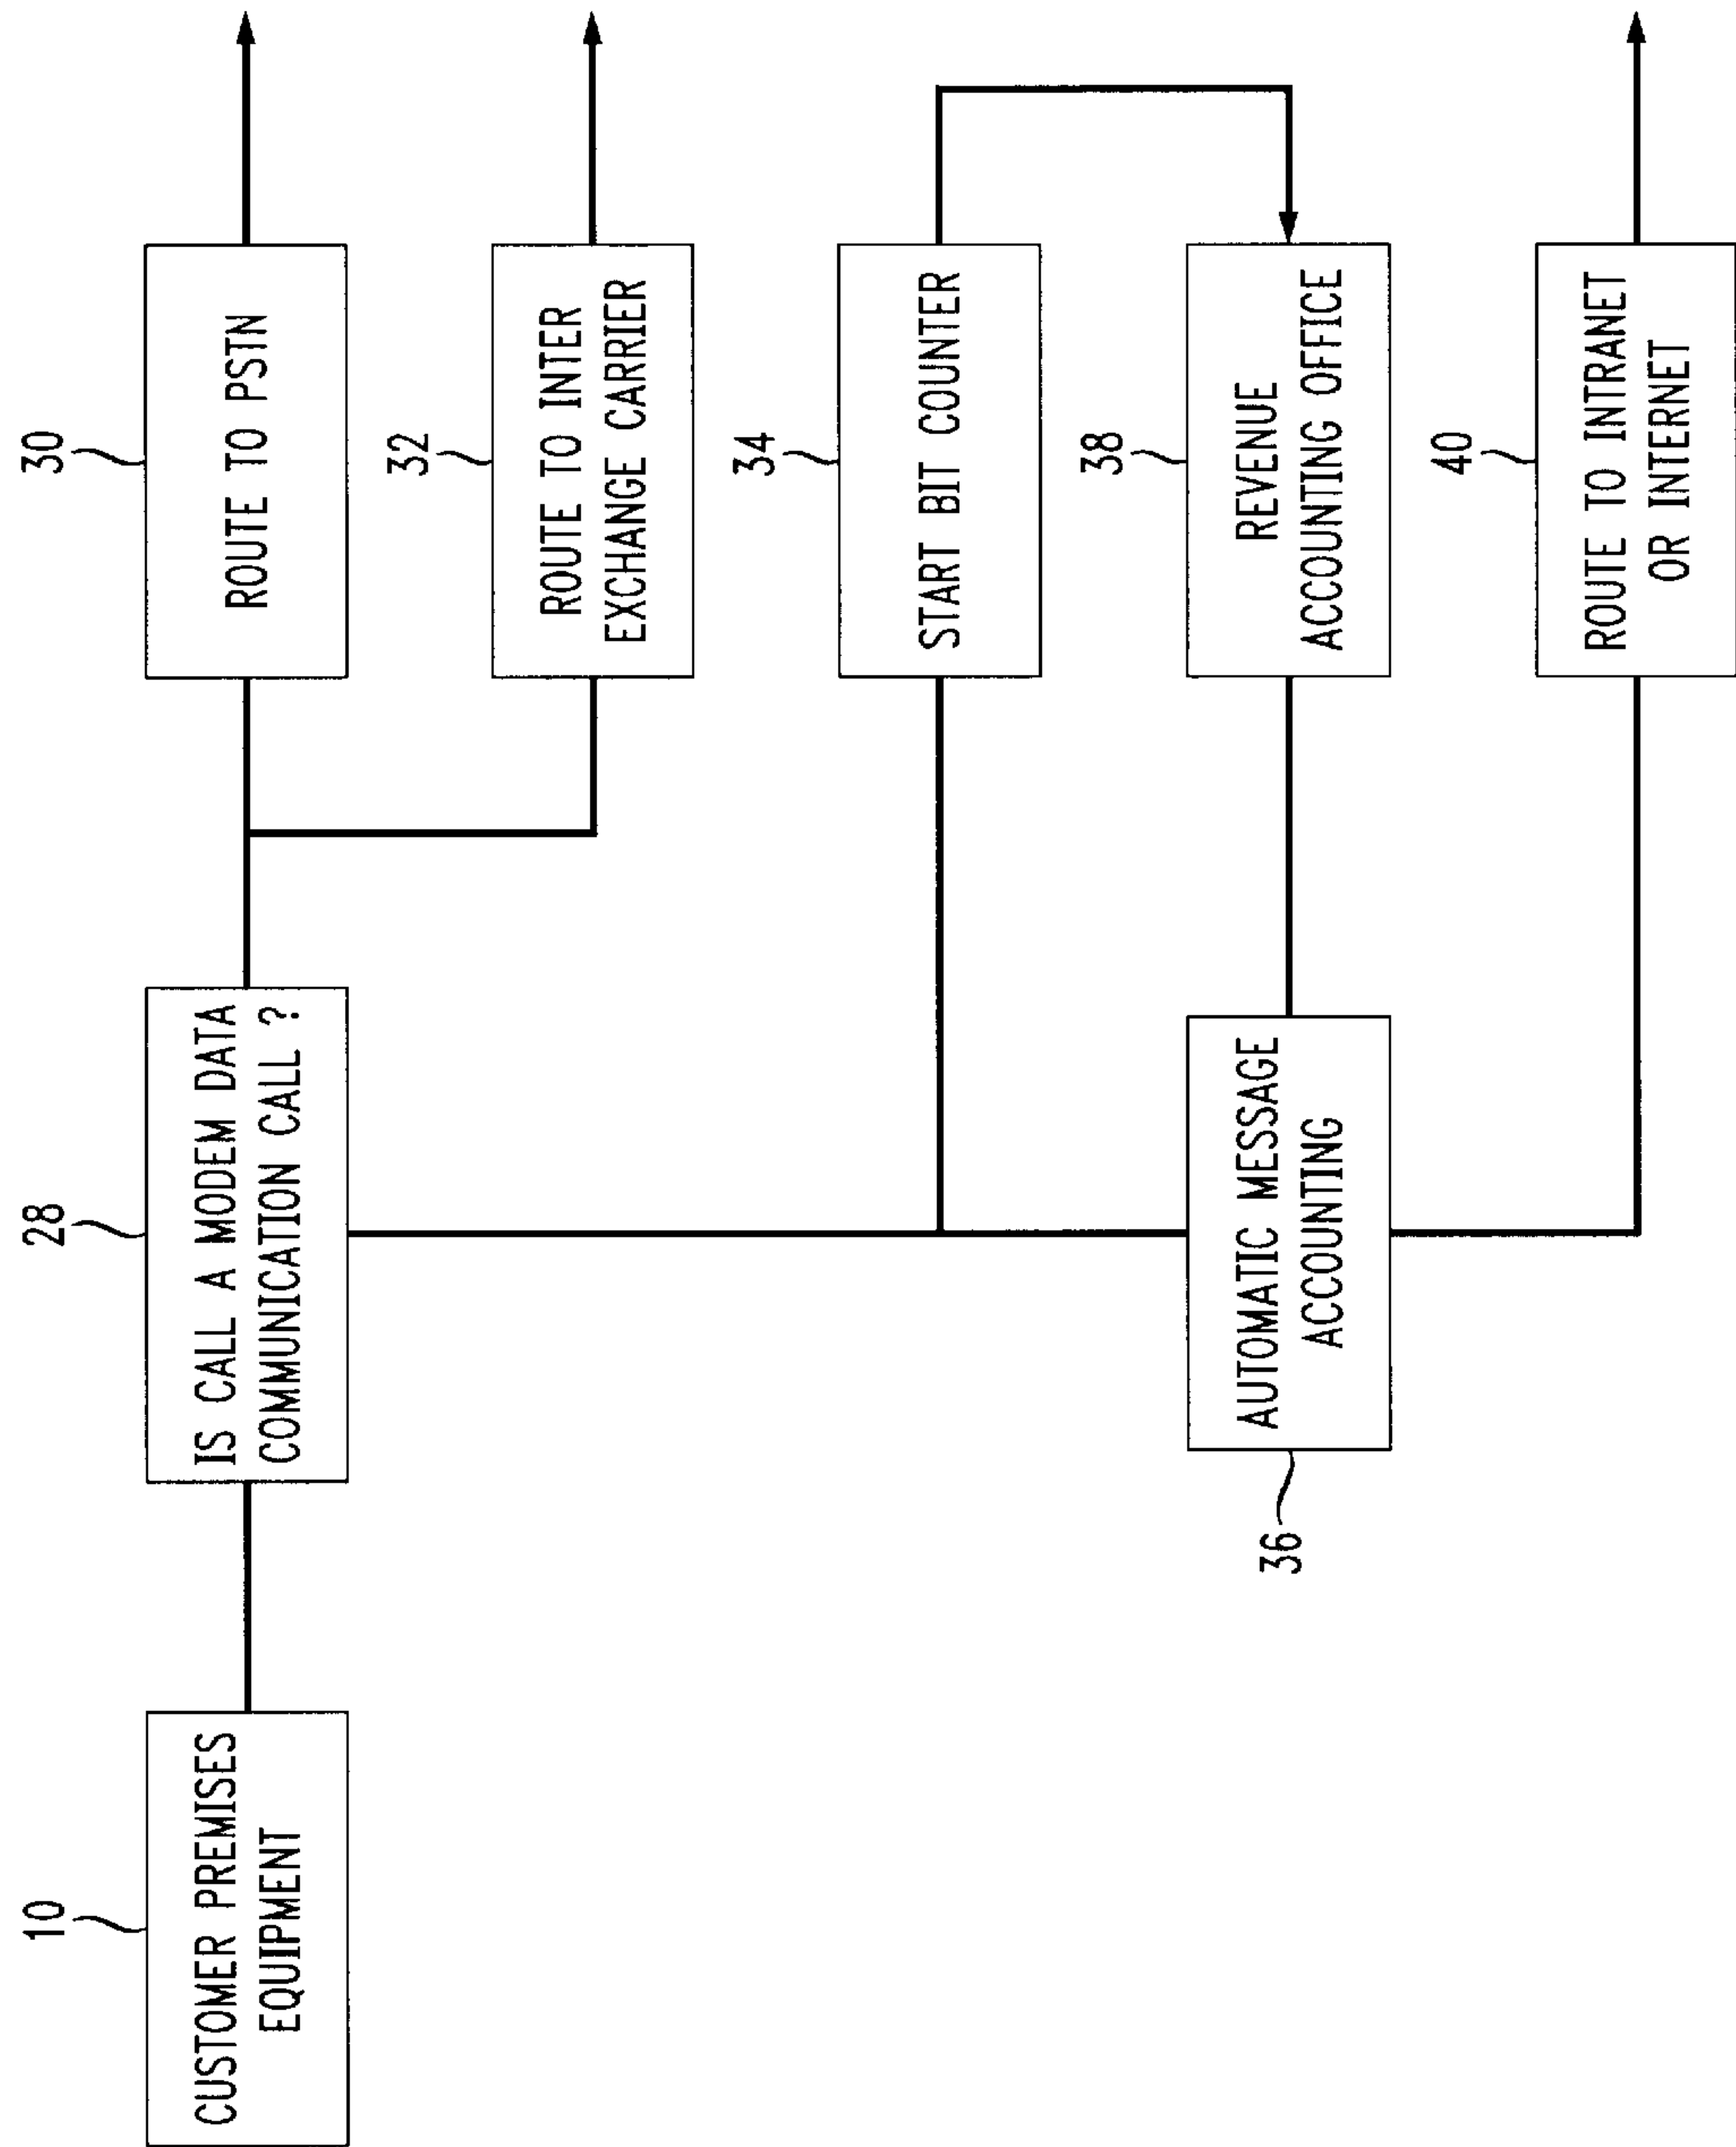 10
CUSTOMER PREMISES
EQUIPMENT
28
IS CALL A MODEM DATA
COMMUNICATION CALL ?
30
ROUTE TO PSTN
32
ROUTE TO INTER
EXCHANGE CARRIER
34
START BIT COUNTER
36
AUTOMATIC MESSAGE
ACCOUNTING
38
REVENUE
ACCOUNTING OFFICE
40
ROUTE TO INTRANET
OR INTERNET